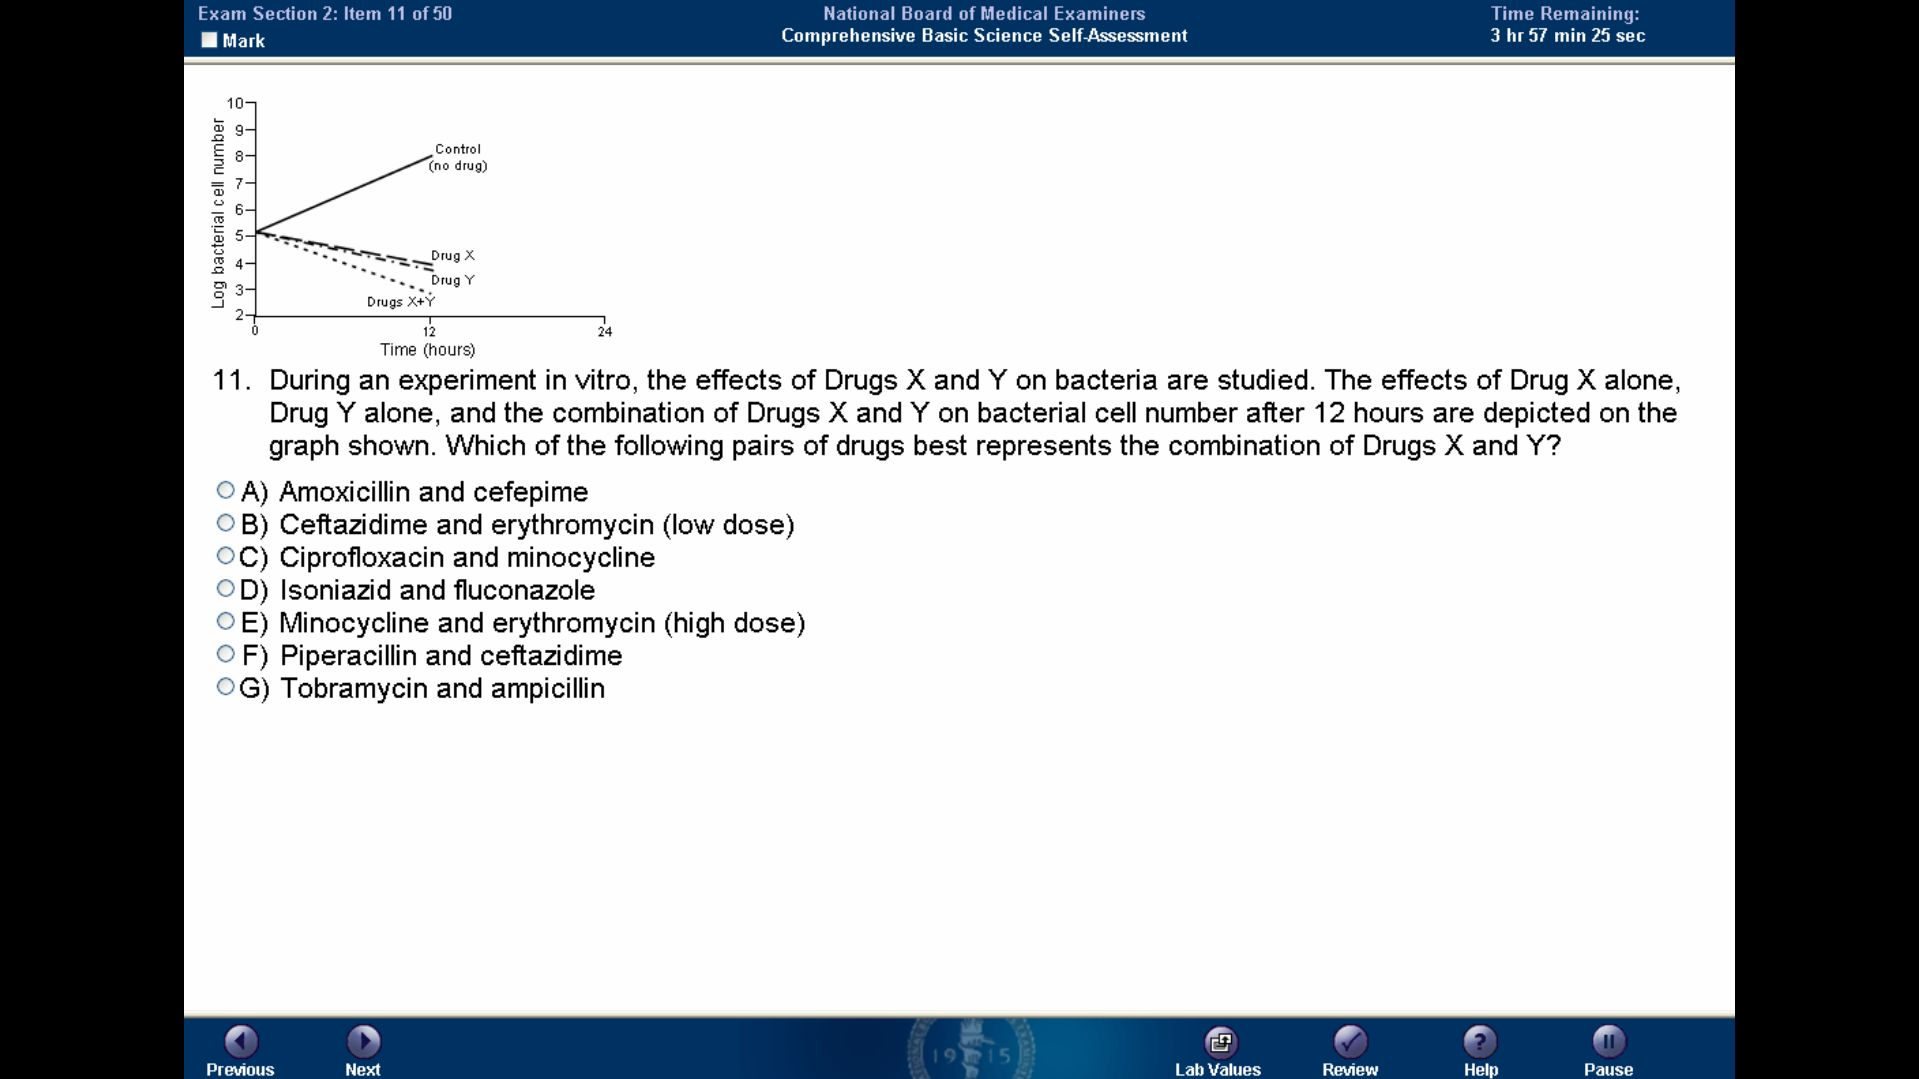 Exam Section 2: Item 11 of 50
National Board of Medical Examiners
Time Remaining:
Mark
Comprehensive Basic Science Self-Assessment
3 hr 57 min 25 sec
10
9
8
7
6
5
4
3
2
Log bacterial cell number
Control
(no drug)
Drug X
Drug Y
Drugs X+Y
0
12
24
Time (hours)
11. During an experiment in vitro, the effects of Drugs X and Y on bacteria are studied. The effects of Drug X alone,
Drug Y alone, and the combination of Drugs X and Y on bacterial cell number after 12 hours are depicted on the
graph shown. Which of the following pairs of drugs best represents the combination of Drugs X and Y?
A) Amoxicillin and cefepime
B) Ceftazidime and erythromycin (low dose)
C) Ciprofloxacin and minocycline
D) Isoniazid and fluconazole
E) Minocycline and erythromycin (high dose)
F) Piperacillin and ceftazidime
G) Tobramycin and ampicillin
1915
Previous
Next
Lab Values
Review
Help
Pause